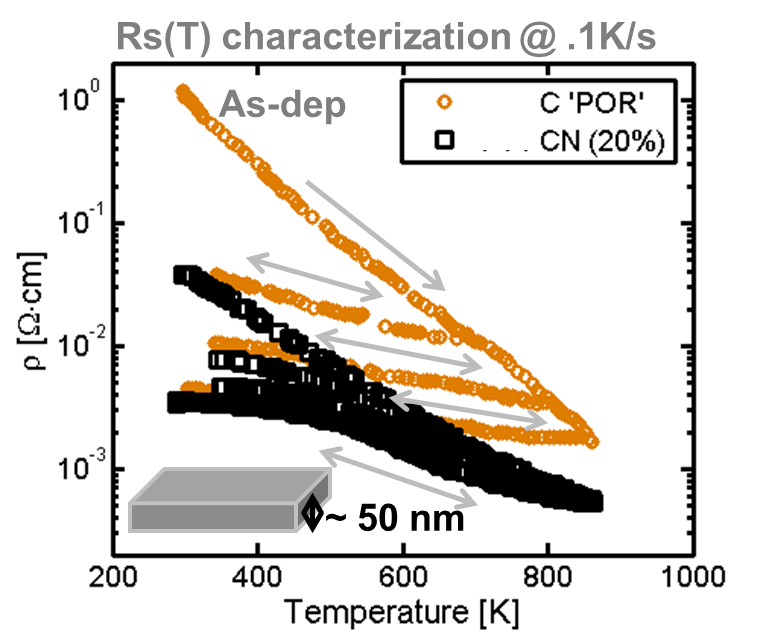 Rs(T) characterization @ .1K/s
As-dep
C 'POR'
. . . CN (20%)
10⁰
10⁻¹
10⁻²
10⁻³
ρ [Ω·cm]
~ 50 nm
200 400 600 800 1000
Temperature [K]